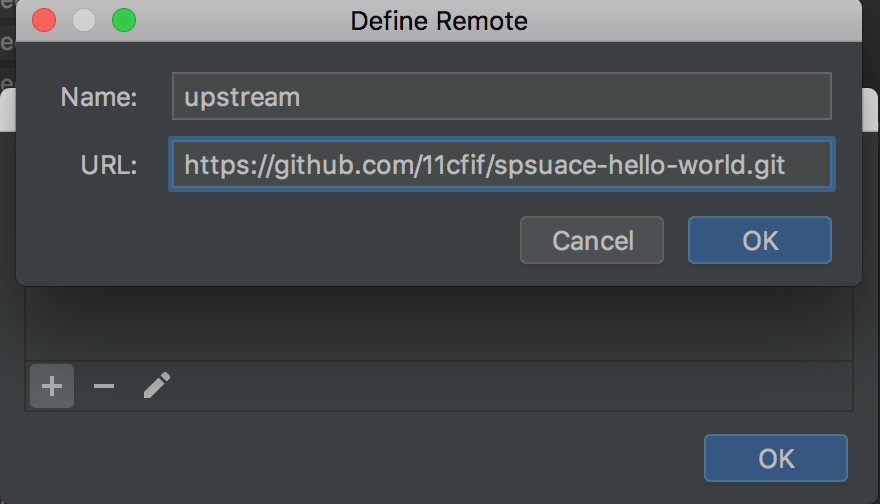 Define Remote
Name: upstream
URL: https://github.com/11cfif/spsuace-hello-world.git
Cancel OK
OK